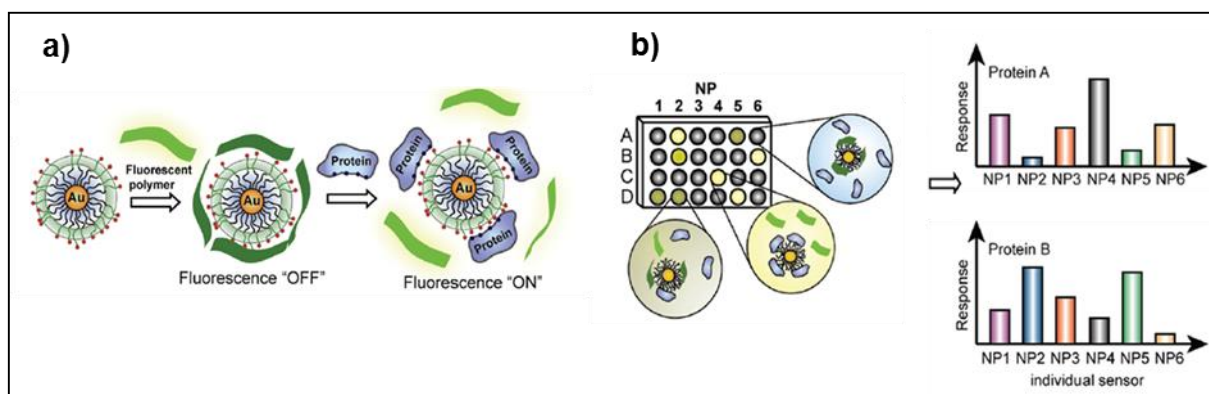 a)
Fluorescent
polymer
Au
Au
Fluorescence “OFF”
Protein
Protein
Protein
Protein
Au
Fluorescence “ON”
b)
NP
1 2 3 4 5 6
A
B
C
D
Response
Protein A
NP1 NP2 NP3 NP4 NP5 NP6
Response
Protein B
NP1 NP2 NP3 NP4 NP5 NP6
individual sensor